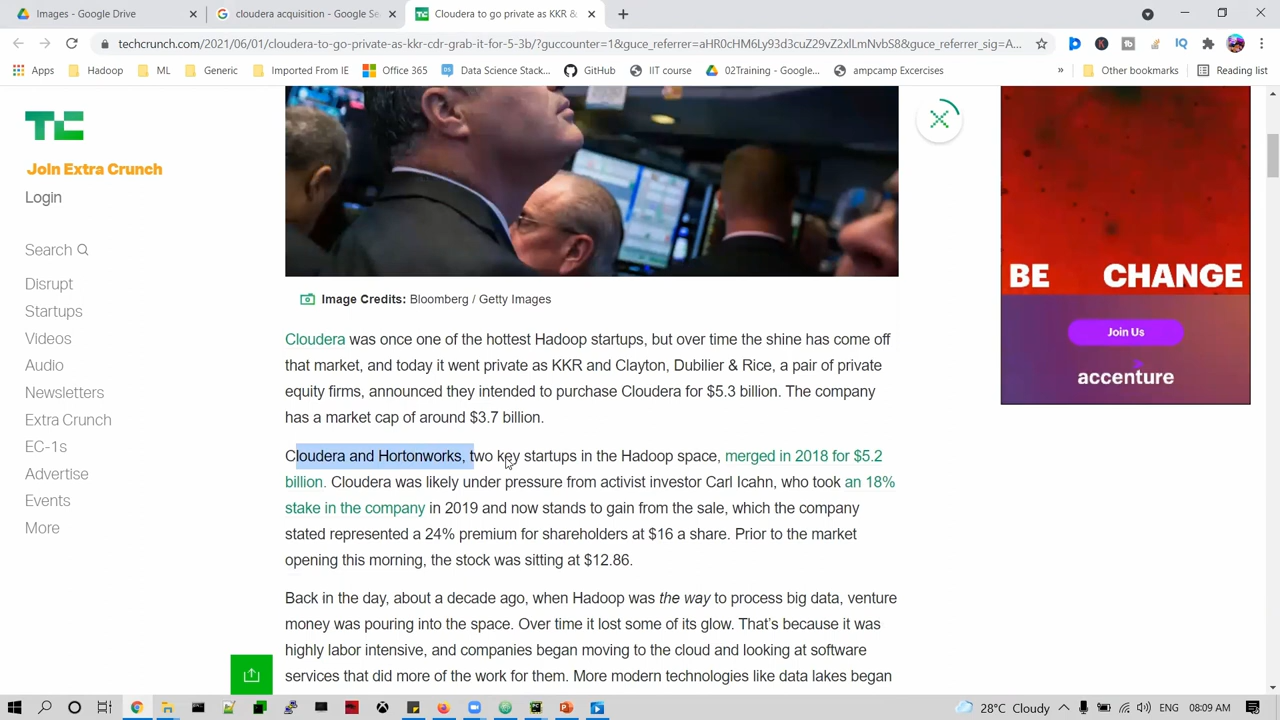 Images - Google Drive
cloudera acquisition - Google Se
Cloudera to go private as KKR &
techcrunch.com/2021/06/01/cloudera-to-go-private-as-kkr-cdr-grab-it-for-5-3b/?guccounter=1&guce_referrer=aHR0cHM6Ly93d3cuZ29vZ2xlLmNvbS8&guce_referrer_sig=A...
Apps
Hadoop
ML
Generic
Imported From IE
Office 365
Data Science Stack...
GitHub
IIT course
02Training - Google...
ampcamp Excercises
»
Other bookmarks
Reading list
TC
Join Extra Crunch
Login
Search
Disrupt
Startups
Videos
Audio
Newsletters
Extra Crunch
EC-1s
Advertise
Events
More
Image Credits: Bloomberg / Getty Images
Cloudera was once one of the hottest Hadoop startups, but over time the shine has come off
that market, and today it went private as KKR and Clayton, Dubilier & Rice, a pair of private
equity firms, announced they intended to purchase Cloudera for $5.3 billion. The company
has a market cap of around $3.7 billion.
Cloudera and Hortonworks, two key startups in the Hadoop space, merged in 2018 for $5.2
billion. Cloudera was likely under pressure from activist investor Carl Icahn, who took an 18%
stake in the company in 2019 and now stands to gain from the sale, which the company
stated represented a 24% premium for shareholders at $16 a share. Prior to the market
opening this morning, the stock was sitting at $12.86.
Back in the day, about a decade ago, when Hadoop was the way to process big data, venture
money was pouring into the space. Over time it lost some of its glow. That's because it was
highly labor intensive, and companies began moving to the cloud and looking at software
services that did more of the work for them. More modern technologies like data lakes began
BE CHANGE
Join Us
accenture
28°C Cloudy
ENG
08:09 AM